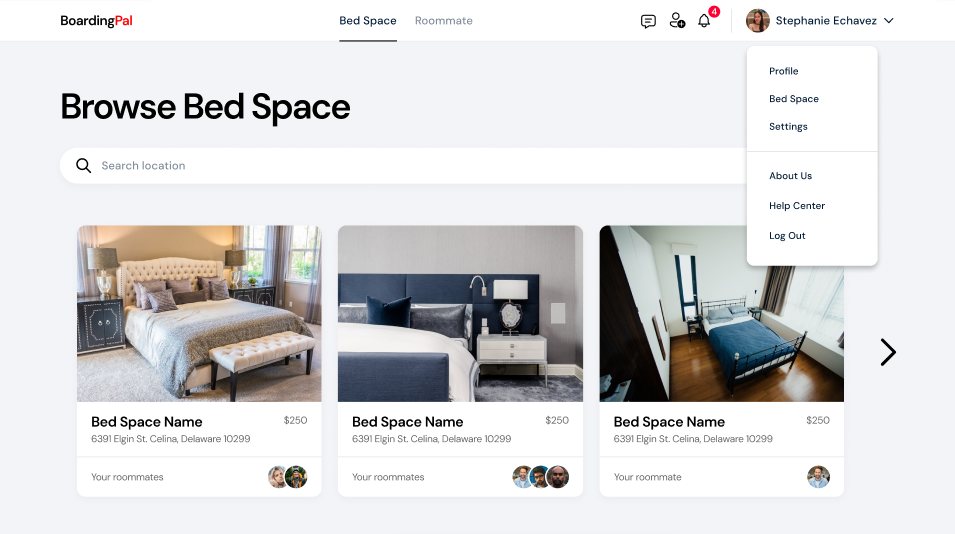 BoardingPal
Bed Space
Roommate
4
Stephanie Echavez
Profile
Bed Space
Settings
About Us
Help Center
Log Out
Browse Bed Space
Search location
Bed Space Name
$250
6391 Elgin St. Celina, Delaware 10299
Your roommates
Bed Space Name
$250
6391 Elgin St. Celina, Delaware 10299
Your roommates
Bed Space Name
$250
6391 Elgin St. Celina, Delaware 10299
Your roommate